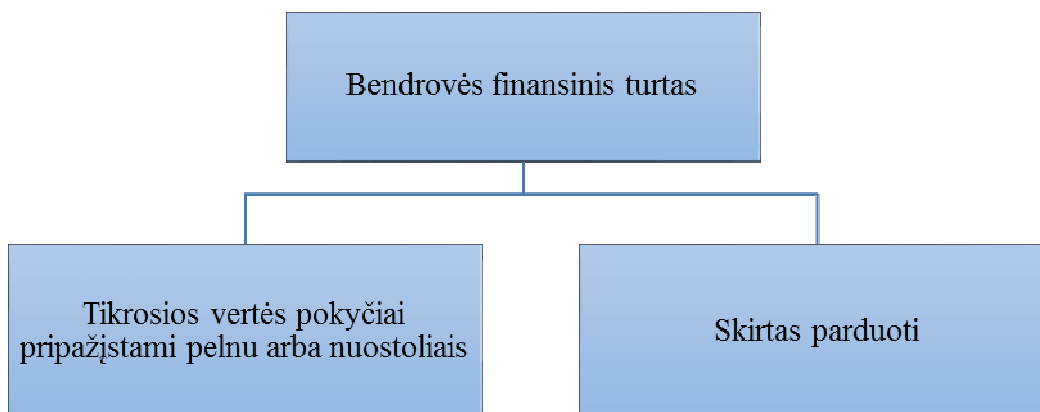 Bendrovės finansinis turtas
Tikrosios vertės pokyčiai
pripažįstami pelnu arba nuostoliais
Skirtas parduoti